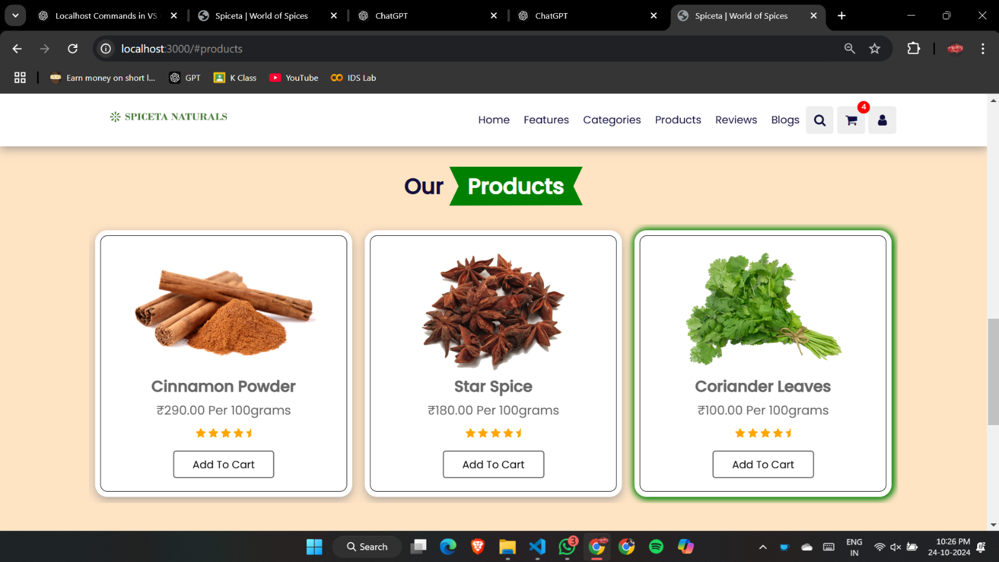 Localhost Commands in VS
Spiceta | World of Spices
ChatGPT
ChatGPT
Spiceta | World of Spices
localhost:3000/#products
Earn money on short l...
GPT
K Class
YouTube
IDS Lab
SPICETA NATURALS
Home
Features
Categories
Products
Reviews
Blogs
4
Our Products
Cinnamon Powder
₹290.00 Per 100grams
Add To Cart
Star Spice
₹180.00 Per 100grams
Add To Cart
Coriander Leaves
₹100.00 Per 100grams
Add To Cart
Search
3
ENG
IN
10:26 PM
24-10-2024